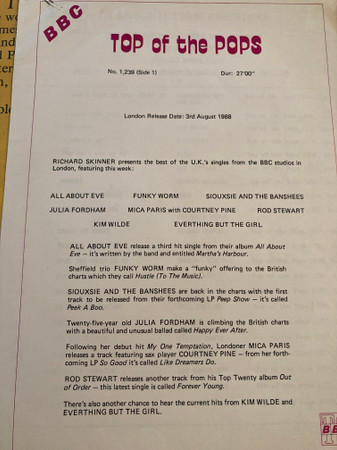 BBC
TOP of the POPS
No. 1,239 (Side 1) Dur: 27'00"
London Release Date: 3rd August 1988
RICHARD SKINNER presents the best of the U.K.'s singles from the BBC studios in
London, featuring this week:
ALL ABOUT EVE FUNKY WORM SIOUXSIE AND THE BANSHEES
JULIA FORDHAM MICA PARIS with COURTNEY PINE ROD STEWART
KIM WILDE EVERTHING BUT THE GIRL
ALL ABOUT EVE release a third hit single from their album All About
Eve — it's written by the band and entitled Martha's Harbour.
Sheffield trio FUNKY WORM make a "funky" offering to the British
charts which they call Hustle (To The Music).
SIOUXSIE AND THE BANSHEES are back in the charts with the first
track to be released from their forthcoming LP Peep Show — it's called
Peek A Boo.
Twenty-five-year old JULIA FORDHAM is climbing the British charts
with a beautiful and unusual ballad called Happy Ever After.
Following her debut hit My One Temptation, Londoner MICA PARIS
releases a track featuring sax player COURTNEY PINE — from her forth-
coming LP So Good it's called Like Dreamers Do.
ROD STEWART releases another track from his Top Twenty album Out
of Order — this latest single is called Forever Young.
There's also another chance to hear the current hits from KIM WILDE and
EVERTHING BUT THE GIRL.